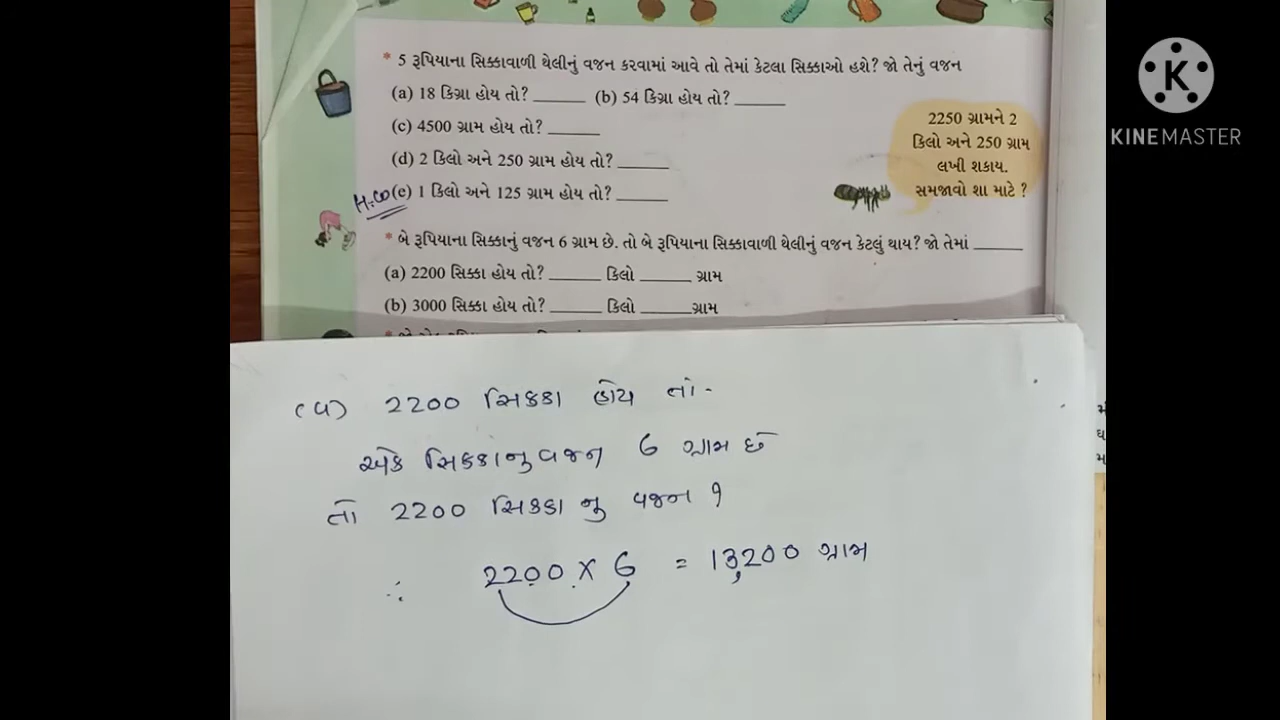 * 5 રૂપિયાના સિક્કાવાળી થેલીનું વજન કરવામાં આવે તો તેમાં કેટલા સિક્કાઓ હશે? જો તેનું વજન
(a) 18 કિગ્રા હોય તો? ______ (b) 54 કિગ્રા હોય તો? ______
(c) 4500 ગ્રામ હોય તો? ______
(d) 2 કિલો અને 250 ગ્રામ હોય તો? ______
H.W (e) 1 કિલો અને 125 ગ્રામ હોય તો? ______
2250 ગ્રામને 2
કિલો અને 250 ગ્રામ
લખી શકાય.
સમજાવો શા માટે ?
* બે રૂપિયાના સિક્કાનું વજન 6 ગ્રામ છે. તો બે રૂપિયાના સિક્કાવાળી થેલીનું વજન કેટલું થાય? જો તેમાં ______
(a) 2200 સિક્કા હોય તો? ______ કિલો ______ ગ્રામ
(b) 3000 સિક્કા હોય તો? ______ કિલો ______ ગ્રામ
2200 સિક્કા હોય તો -
એક સિક્કાનુ વજન 6 ગ્રામ છે
તો 2200 સિક્કા નુ વજન ?
∴ 2200 × 6 = 13,200 ગ્રામ
K
KINEMASTER